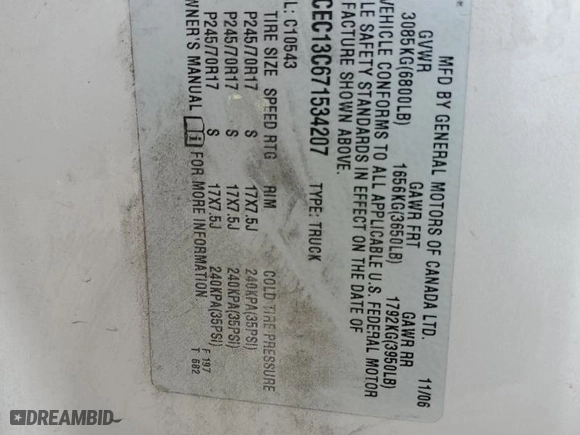 MFD BY GENERAL MOTORS OF CANADA LTD.
11/06
GVWR GAWR FRT GAWR RR
3085KG(6800LB) 1656KG(3650LB) 1792KG(3950LB)
VEHICLE CONFORMS TO ALL APPLICABLE U.S. FEDERAL MOTOR
LE SAFETY STANDARDS IN EFFECT ON THE DATE OF
FACTURE SHOWN ABOVE.
CEC13C671534207 TYPE: TRUCK
L: C10543
TIRE SIZE SPEED RTG RIM COLD TIRE PRESSURE
P245/70R17 S 17X7.5J 240KPA(35PSI)
P245/70R17 S 17X7.5J 240KPA(35PSI)
P245/70R17 S 17X7.5J 240KPA(35PSI)
WNER'S MANUAL FOR MORE INFORMATION
F 197
T 682
DREAMBID.COM